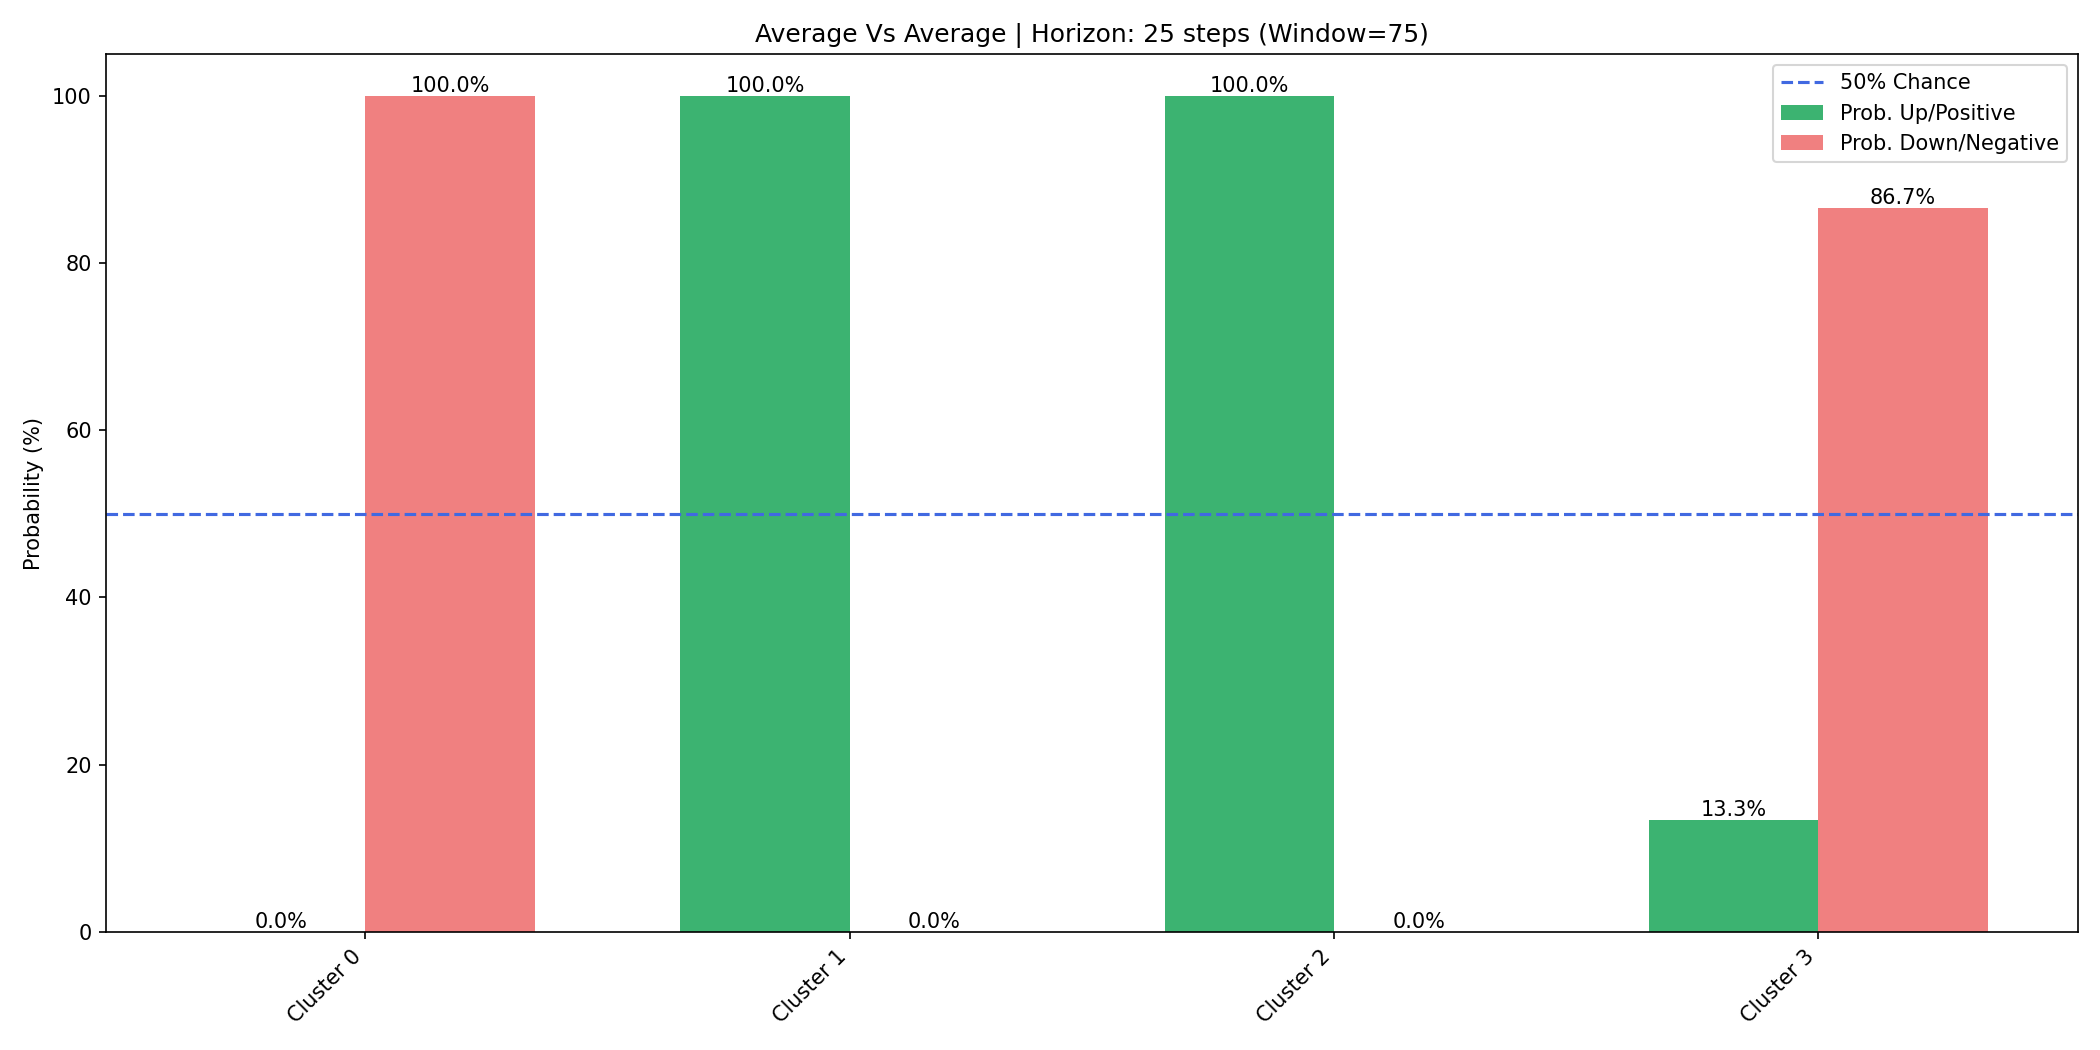 Average Vs Average | Horizon: 25 steps (Window=75)
50% Chance
Prob. Up/Positive
Prob. Down/Negative
Probability (%)
100
80
60
40
20
0
0.0%
100.0%
100.0%
0.0%
100.0%
0.0%
13.3%
86.7%
Cluster 0
Cluster 1
Cluster 2
Cluster 3